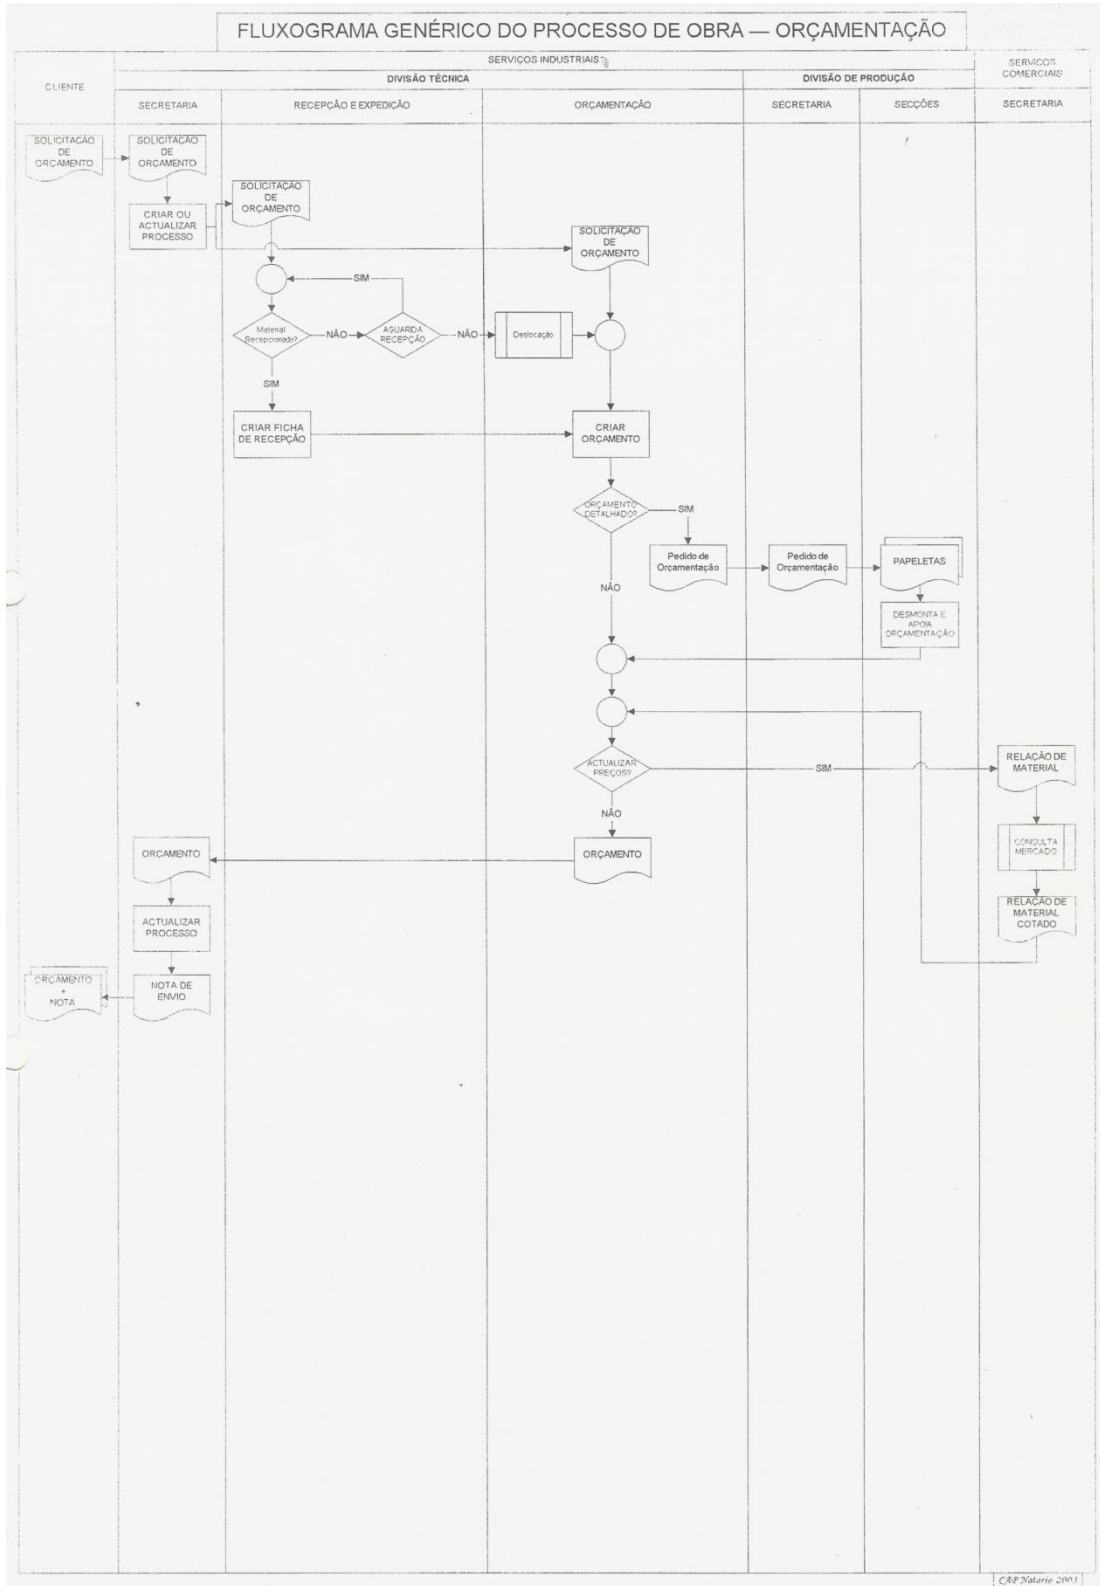 FLUXOGRAMA GENÉRICO DO PROCESSO DE OBRA — ORÇAMENTAÇÃO
CLIENTE
SERVIÇOS INDUSTRIAIS
SERVIÇOS
COMERCIAIS
DIVISÃO TÉCNICA
DIVISÃO DE PRODUÇÃO
SECRETARIA
RECEPÇÃO E EXPEDIÇÃO
ORÇAMENTAÇÃO
SECRETARIA
SECÇÕES
SECRETARIA
SOLICITAÇÃO
DE
ORÇAMENTO
SOLICITAÇÃO
DE
ORÇAMENTO
CRIAR OU
ACTUALIZAR
PROCESSO
SOLICITAÇÃO
DE
ORÇAMENTO
SOLICITAÇÃO
DE
ORÇAMENTO
SIM
Material
Recepcionado?
NÃO
AGUARDA
RECEPÇÃO
NÃO
Deslocação
SIM
CRIAR FICHA
DE RECEPÇÃO
CRIAR
ORÇAMENTO
ORÇAMENTO
DETALHADO?
SIM
Pedido de
Orçamentação
Pedido de
Orçamentação
PAPELETAS
NÃO
DESMONTA E
APOIA
ORÇAMENTAÇÃO
ACTUALIZAR
PREÇOS?
SIM
RELAÇÃO DE
MATERIAL
NÃO
CONSULTA
MERCADO
ORÇAMENTO
ORÇAMENTO
RELAÇÃO DE
MATERIAL
COTADO
ACTUALIZAR
PROCESSO
NOTA DE
ENVIO
ORÇAMENTO
+
NOTA
CAP Natário 2003